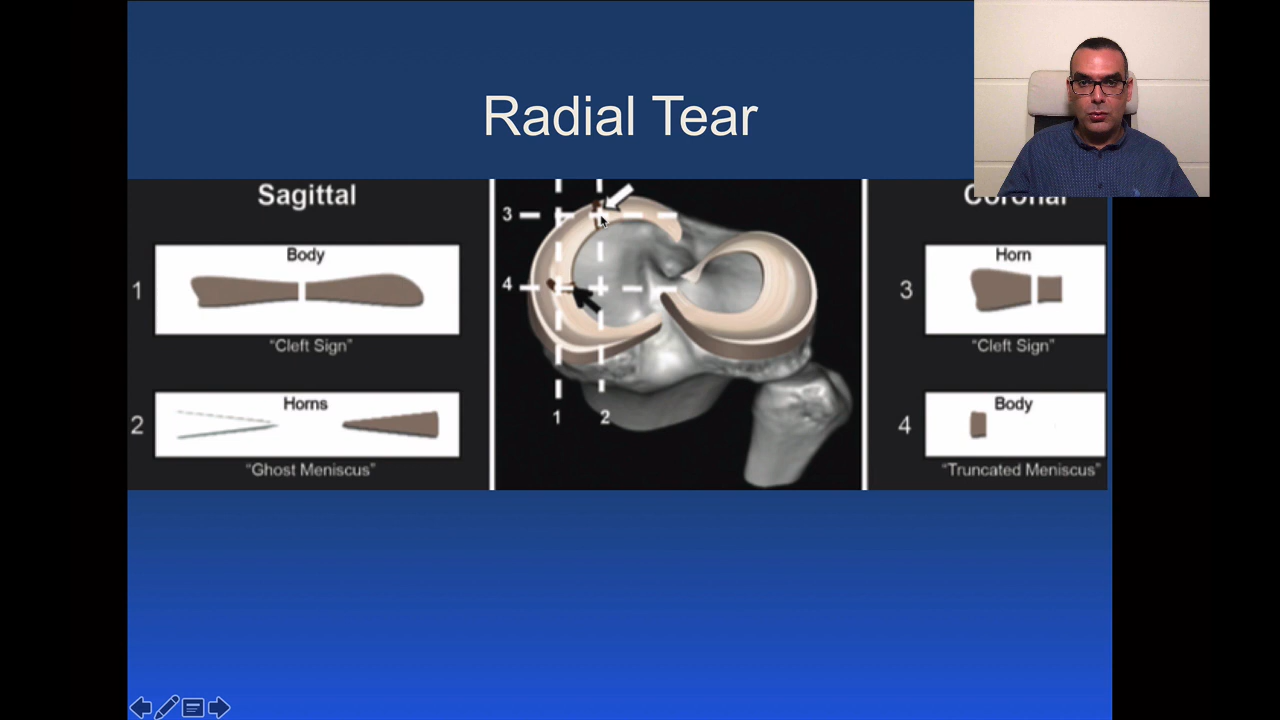 Radial Tear
Sagittal
Coronal
1
Body
“Cleft Sign”
2
Horns
“Ghost Meniscus”
3
4
1
2
3
Horn
“Cleft Sign”
4
Body
“Truncated Meniscus”